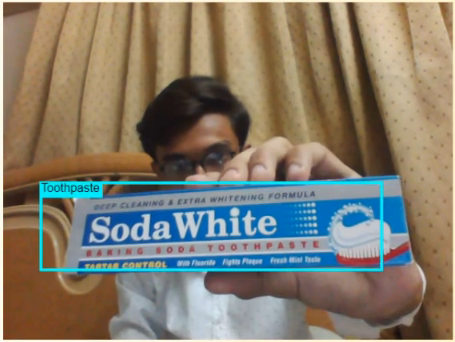 Toothpaste
DEEP CLEANING & EXTRA WHITENING FORMULA
SodaWhite
BAKING SODA TOOTHPASTE
TARTAR CONTROL With Fluoride Fights Plaque Fresh Mint Taste